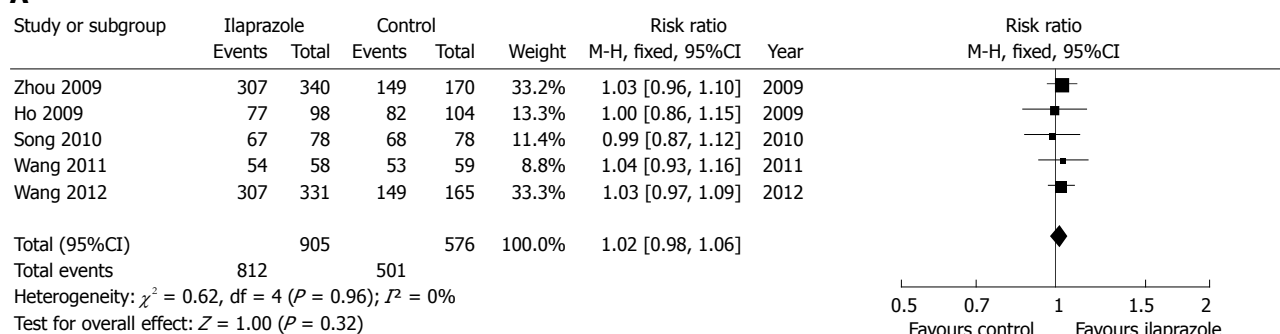 A
Study or subgroup Ilaprazole Control Risk ratio Risk ratio
Events Total Events Total Weight M-H, fixed, 95%CI Year M-H, fixed, 95%CI
Zhou 2009 307 340 149 170 33.2% 1.03 [0.96, 1.10] 2009
Ho 2009 77 98 82 104 13.3% 1.00 [0.86, 1.15] 2009
Song 2010 67 78 68 78 11.4% 0.99 [0.87, 1.12] 2010
Wang 2011 54 58 53 59 8.8% 1.04 [0.93, 1.16] 2011
Wang 2012 307 331 149 165 33.3% 1.03 [0.97, 1.09] 2012
Total (95%CI) 905 576 100.0% 1.02 [0.98, 1.06]
Total events 812 501
Heterogeneity: χ² = 0.62, df = 4 (P = 0.96); I² = 0%
Test for overall effect: Z = 1.00 (P = 0.32)
0.5 0.7 1 1.5 2
Favours control Favours ilaprazole